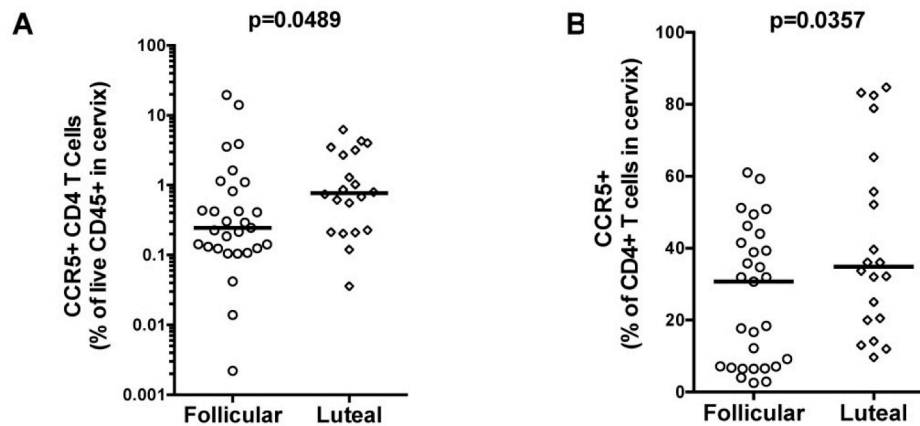 A
p=0.0489
CCR5+ CD4 T Cells
(% of live CD45+ in cervix)
100
10
1
0.1
0.01
0.001
Follicular
Luteal
B
p=0.0357
CCR5+
(% of CD4+ T cells in cervix)
100
80
60
40
20
0
Follicular
Luteal